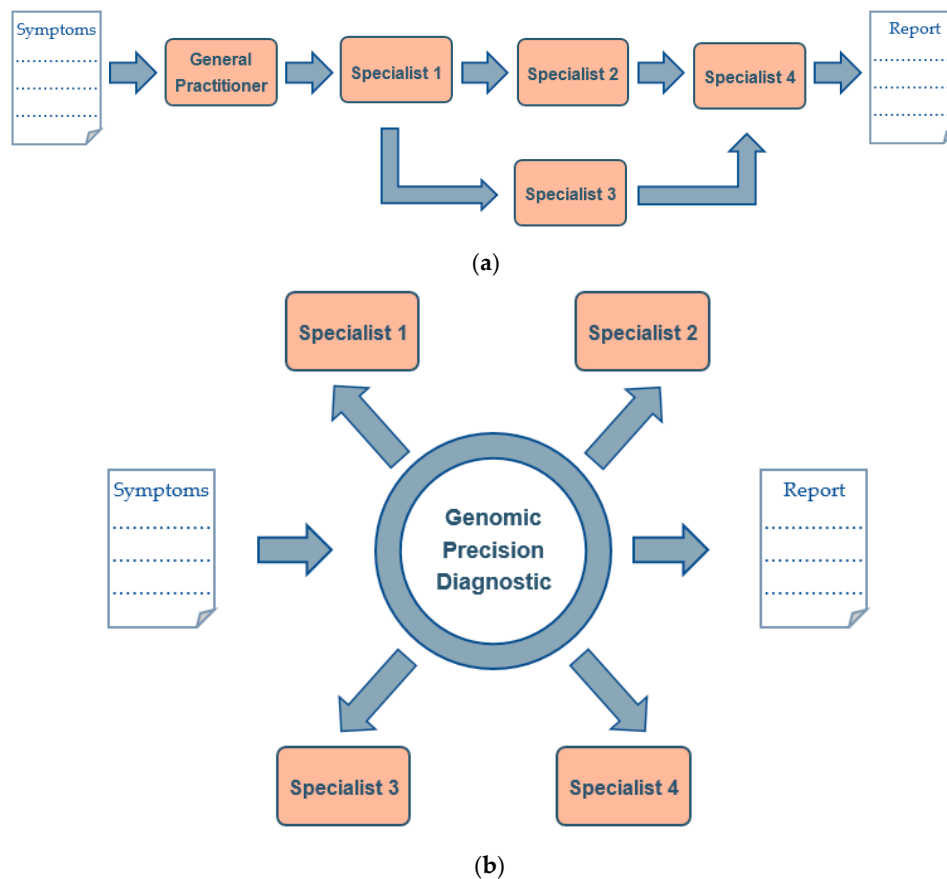 Symptoms
General
Practitioner
Specialist 1
Specialist 2
Specialist 4
Report
Specialist 3
(a)
Specialist 1
Specialist 2
Symptoms
Genomic
Precision
Diagnostic
Report
Specialist 3
Specialist 4
(b)